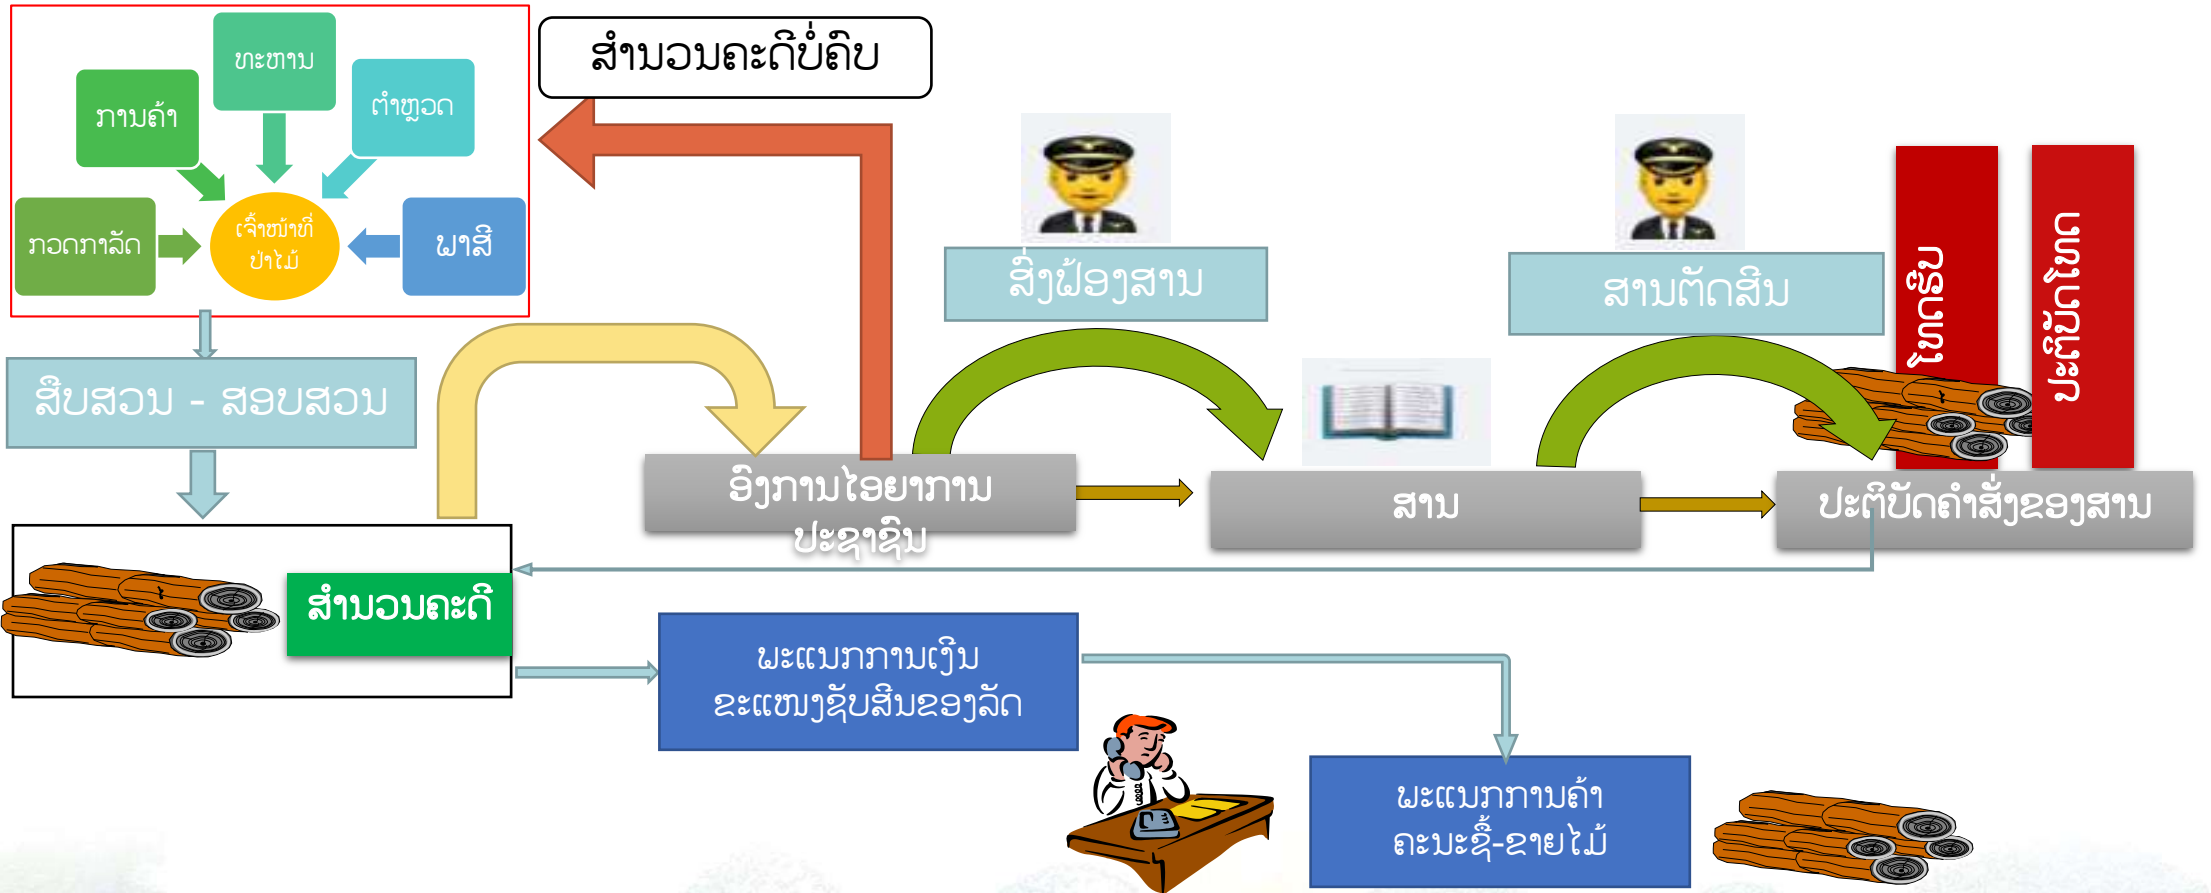 ທະຫານ
ການຄ້າ
ຕຳຫຼວດ
ກວດກາລັດ
ເຈົ້າໜ້າທີ່
ປ່າໄມ້
ພາສີ
ສຳນວນຄະດີບໍ່ຄົບ
ສືບສວນ - ສອບສວນ
ສຳນວນຄະດີ
ອົງການໄອຍາການ
ປະຊາຊົນ
ສົ່ງຟ້ອງສານ
ສານ
ສານຕັດສີນ
ໂທດຮິບ
ປະຕິບັດໂທດ
ປະຕິບັດຄຳສັ່ງຂອງສານ
ພະແນກການເງີນ
ຂະແໜງຊັບສິນຂອງລັດ
ພະແນກການຄ້າ
ຄະນະຊື້-ຂາຍໄມ້